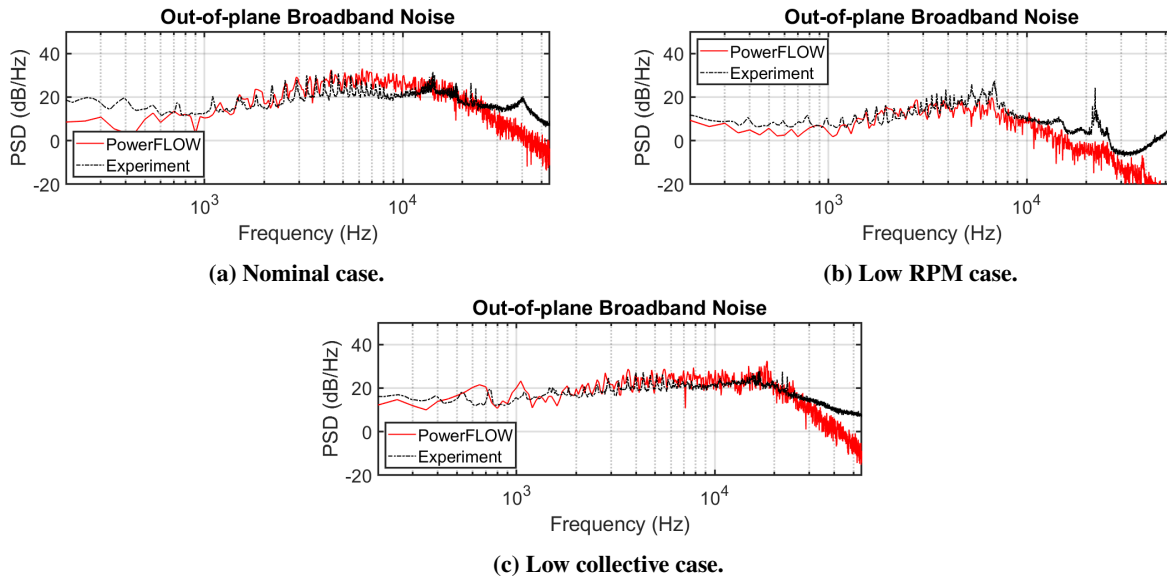 Out-of-plane Broadband Noise
PSD (dB/Hz)
40
20
0
-20
PowerFLOW
Experiment
10³
10⁴
Frequency (Hz)
(a) Nominal case.
Out-of-plane Broadband Noise
PSD (dB/Hz)
40
20
0
-20
PowerFLOW
Experiment
10³
10⁴
Frequency (Hz)
(b) Low RPM case.
Out-of-plane Broadband Noise
PSD (dB/Hz)
40
20
0
-20
PowerFLOW
Experiment
10³
10⁴
Frequency (Hz)
(c) Low collective case.